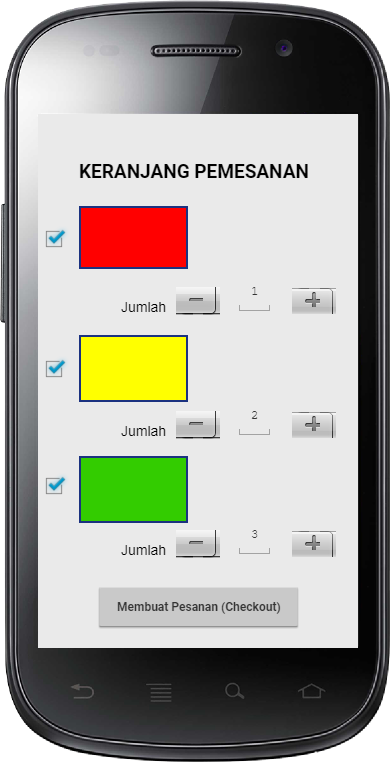 KERANJANG PEMESANAN
Jumlah 1
Jumlah 2
Jumlah 3
Membuat Pesanan (Checkout)